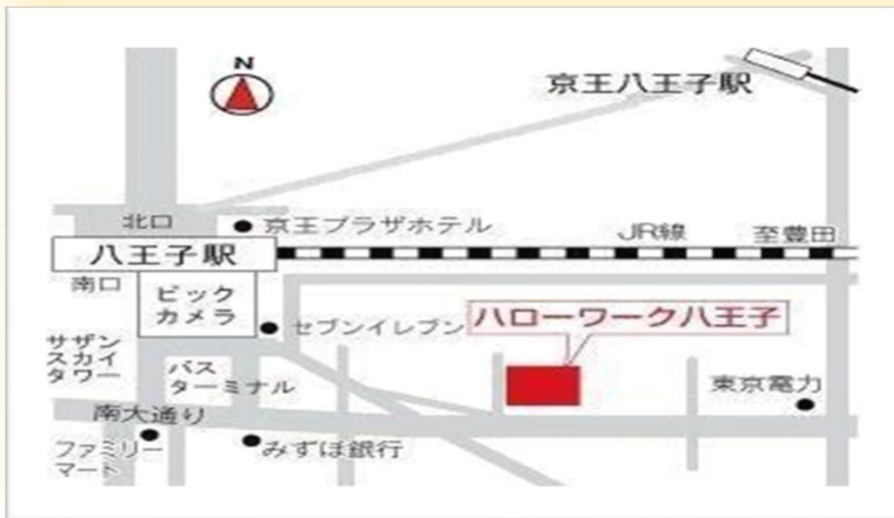 N
京王八王子駅
北口
京王プラザホテル
JR線
至豊田
八王子駅
南口
ビック
カメラ
セブンイレブン
ハローワーク八王子
サザン
スカイ
タワー
バス
ターミナル
東京電力
南大通り
ファミリー
マート
みずほ銀行